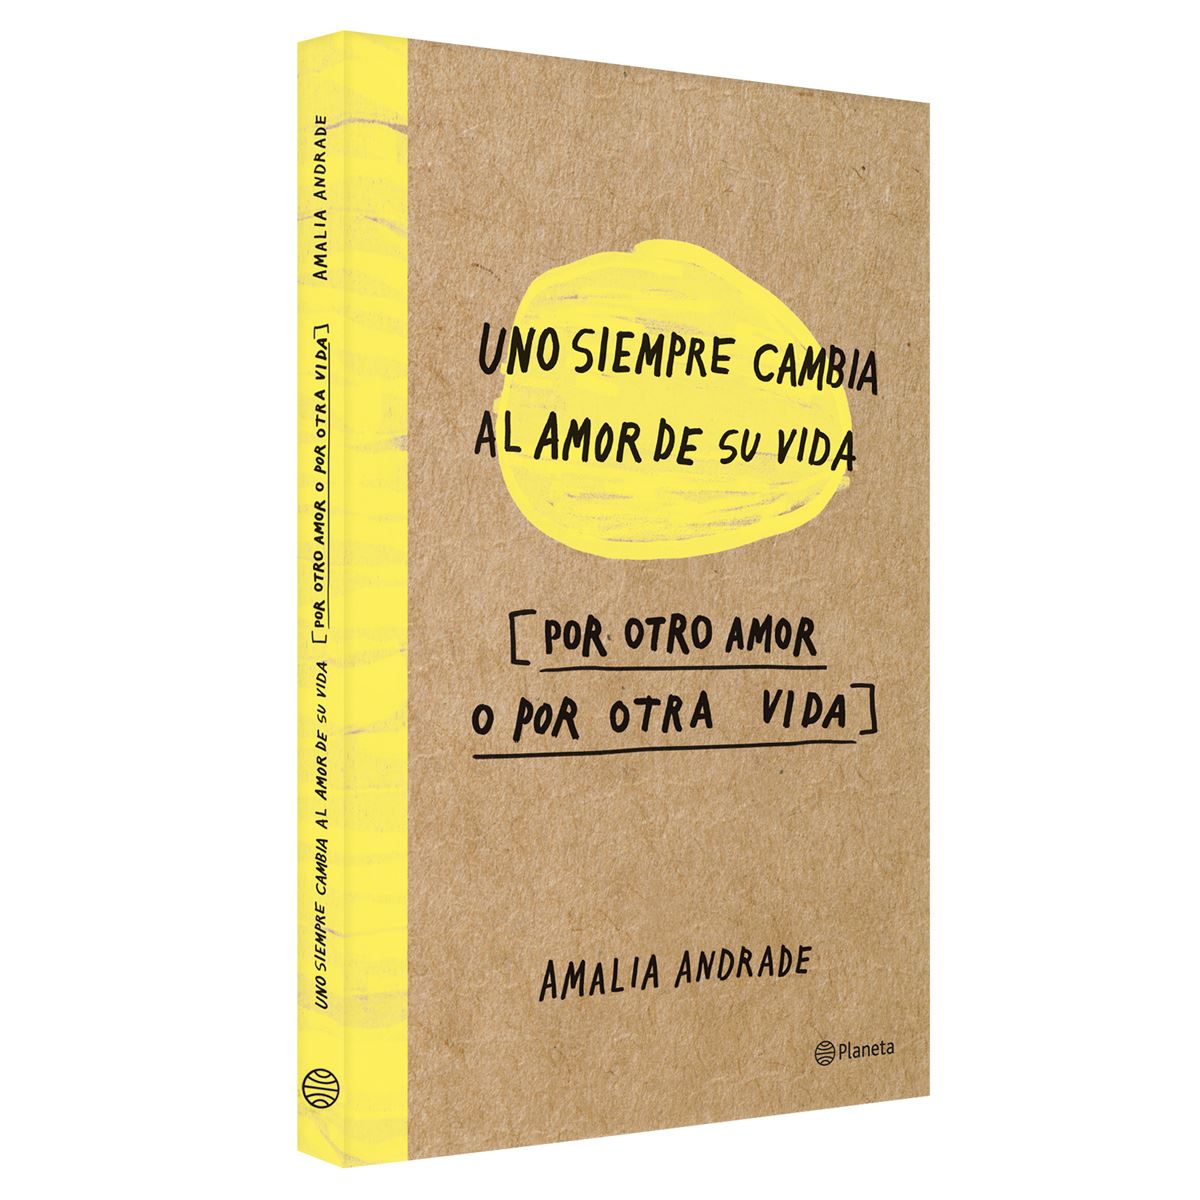 AMALIA ANDRADE
UNO SIEMPRE CAMBIA AL AMOR DE SU VIDA [POR OTRO AMOR O POR OTRA VIDA]
UNO SIEMPRE CAMBIA
AL AMOR DE SU VIDA
[POR OTRO AMOR
O POR OTRA VIDA]
AMALIA ANDRADE
Planeta